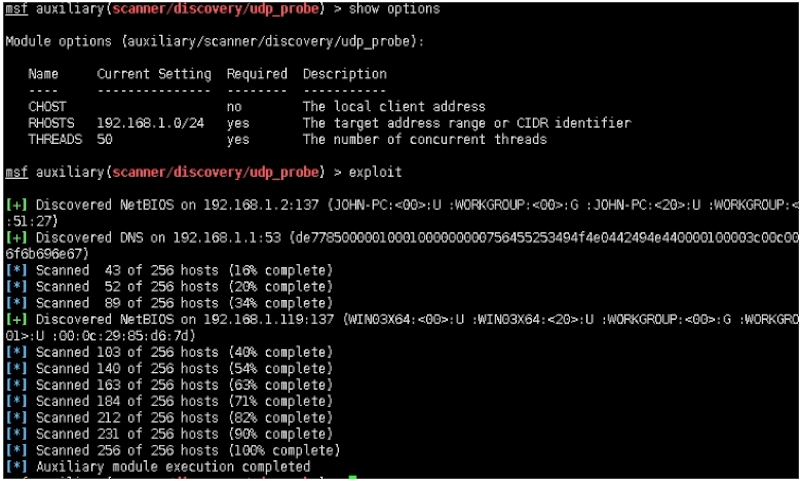 msf auxiliary(scanner/discovery/udp_probe) > show options
Module options (auxiliary/scanner/discovery/udp_probe):
Name Current Setting Required Description
---- --------------- -------- -----------
CHOST no The local client address
RHOSTS 192.168.1.0/24 yes The target address range or CIDR identifier
THREADS 50 yes The number of concurrent threads
msf auxiliary(scanner/discovery/udp_probe) > exploit
[+] Discovered NetBIOS on 192.168.1.2:137 (JOHN-PC:<00>:U :WORKGROUP:<00>:G :JOHN-PC:<20>:U :WORKGROUP:<
:51:27)
[+] Discovered DNS on 192.168.1.1:53
6f6b696e67)
[*] Scanned 43 of 256 hosts (16% complete)
[*] Scanned 52 of 256 hosts (20% complete)
[*] Scanned 89 of 256 hosts (34% complete)
[+] Discovered NetBIOS on 192.168.1.119:137 (WIN03X64:<00>:U :WIN03X64:<20>:U :WORKGROUP:<00>:G :WORKGRO
01>:U :00:0c:29:85:d6:7d)
[*] Scanned 103 of 256 hosts (40% complete)
[*] Scanned 140 of 256 hosts (54% complete)
[*] Scanned 163 of 256 hosts (63% complete)
[*] Scanned 184 of 256 hosts (71% complete)
[*] Scanned 212 of 256 hosts (82% complete)
[*] Scanned 231 of 256 hosts (90% complete)
[*] Scanned 256 of 256 hosts (100% complete)
[*] Auxiliary module execution completed